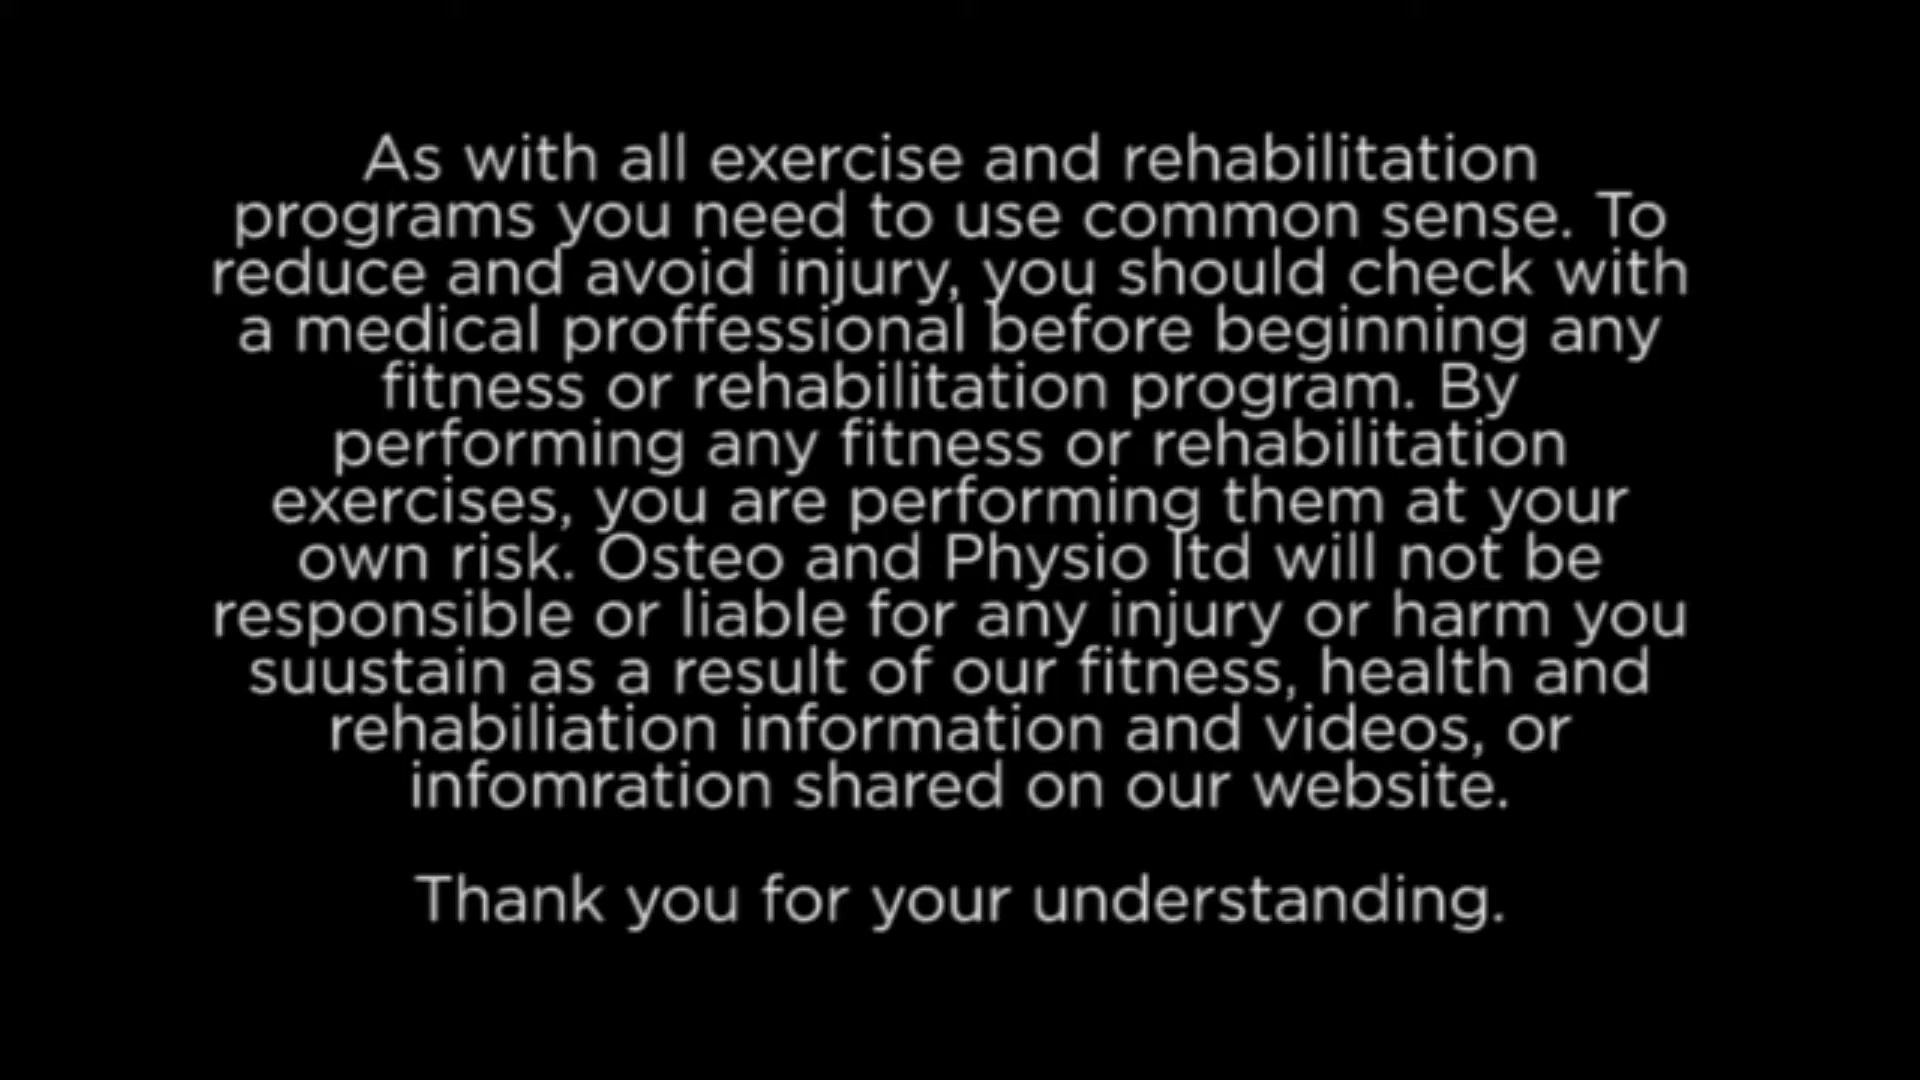 As with all exercise and rehabilitation
programs you need to use common sense. To
reduce and avoid injury, you should check with
a medical proffessional before beginning any
fitness or rehabilitation program. By
performing any fitness or rehabilitation
exercises, you are performing them at your
own risk. Osteo and Physio ltd will not be
responsible or liable for any injury or harm you
suustain as a result of our fitness, health and
rehabiliation information and videos, or
infomration shared on our website.
Thank you for your understanding.